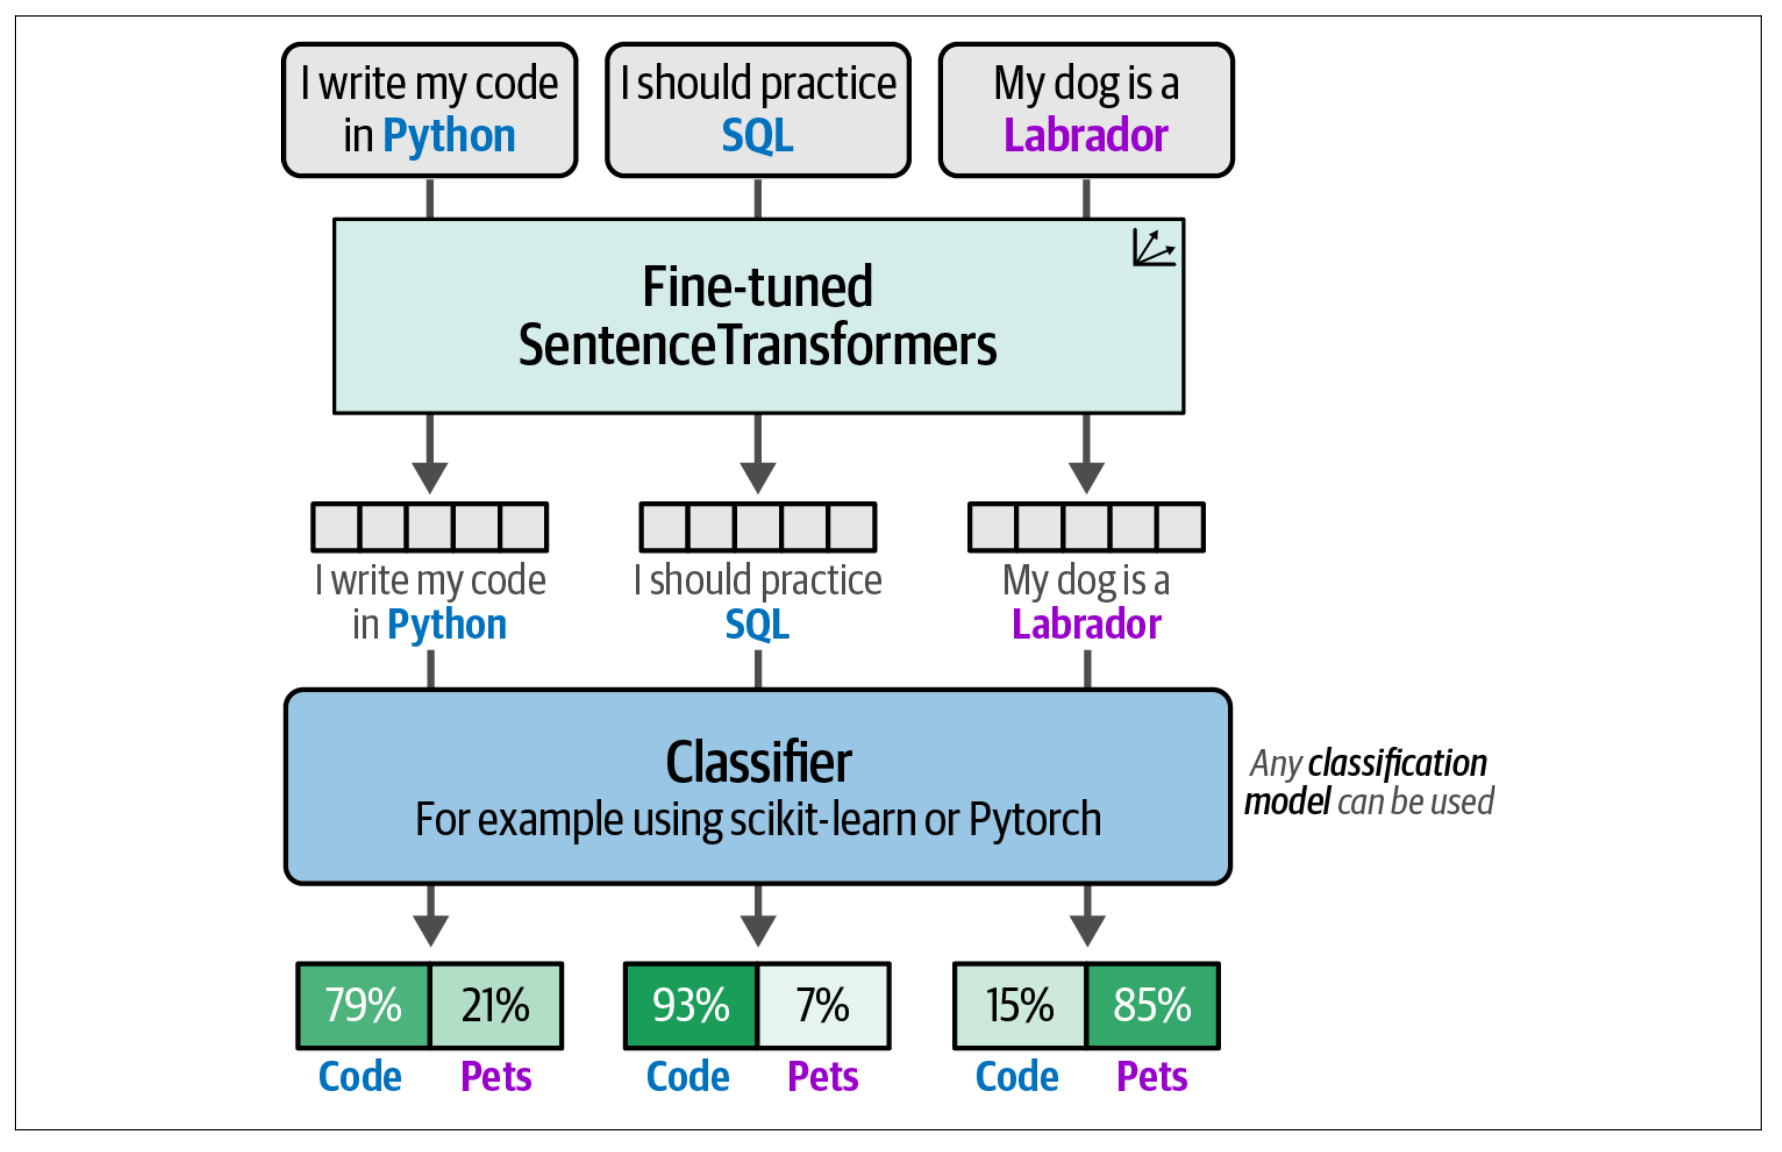 I write my code
in Python
I should practice
SQL
My dog is a
Labrador
Fine-tuned
SentenceTransformers
I write my code
in Python
I should practice
SQL
My dog is a
Labrador
Classifier
For example using scikit-learn or Pytorch
Any classification
model can be used
79% 21%
93% 7%
15% 85%
Code Pets
Code Pets
Code Pets